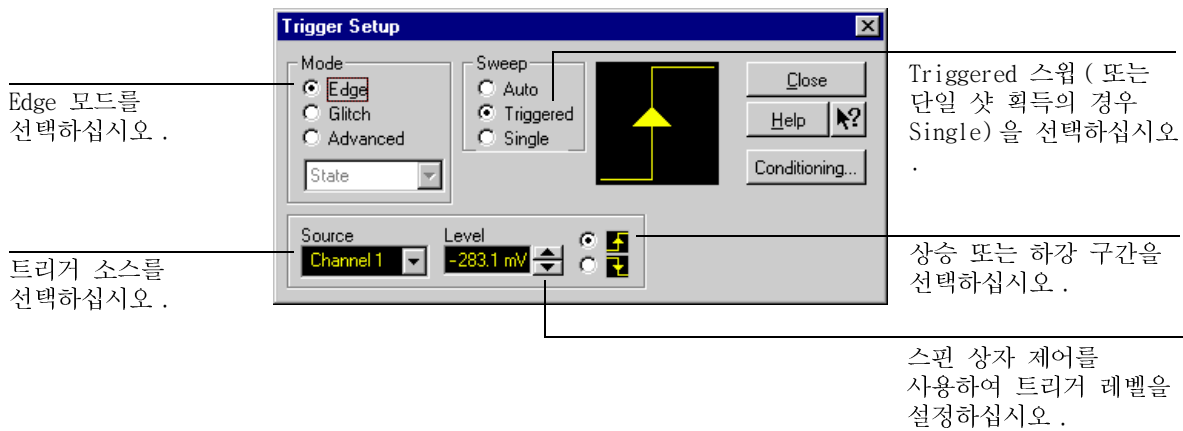 Trigger Setup
Mode
Edge
Glitch
Advanced
State
Sweep
Auto
Triggered
Single
Close
Help
Conditioning...
Source
Channel 1
Level
-283.1 mV
Edge 모드를
선택하십시오 .
트리거 소스를
선택하십시오 .
Triggered 스윕 ( 또는
단일 샷 획득의 경우
Single) 을 선택하십시오
.
상승 또는 하강 구간을
선택하십시오 .
스핀 상자 제어를
사용하여 트리거 레벨을
설정하십시오 .